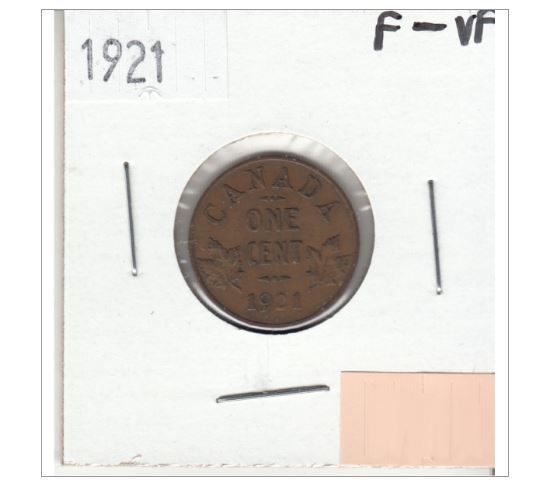 1921
F-VF
CANADA
ONE
CENT
1921